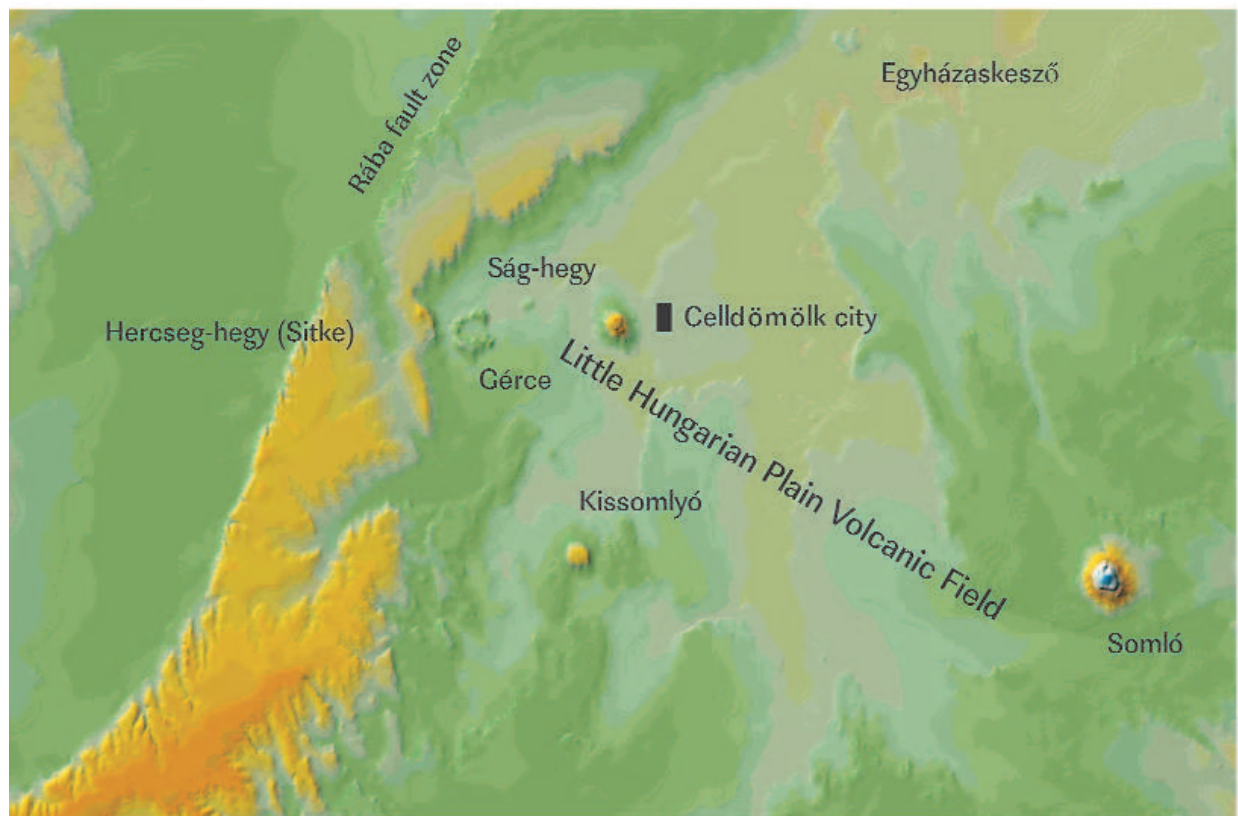 Rába fault zone
Egyházaskesző
Ság-hegy
Celldömölk city
Hercseg-hegy (Sitke)
Gérce
Little Hungarian Plain Volcanic Field
Kissomlyó
Somló